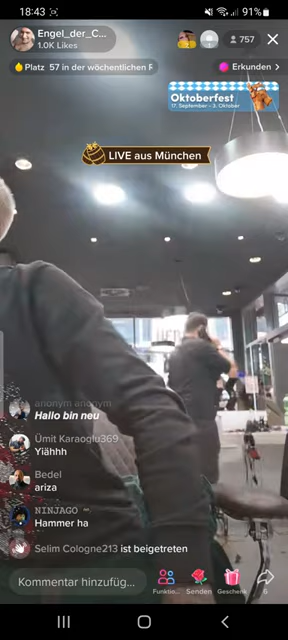 18:43
91%
Engel_der_C...
1.0K Likes
757
Platz 57 in der wöchentlichen R
Erkunden >
Oktoberfest
17. September - 3. Oktober
LIVE aus München
anonym anonym
Hallo bin neu
Ümit Karaoglu369
Yiähhh
Bedel
ariza
NINJAGO
Hammer ha
Selim Cologne213 ist beigetreten
Kommentar hinzufüg...
Funktio...
Senden
Geschenk
6